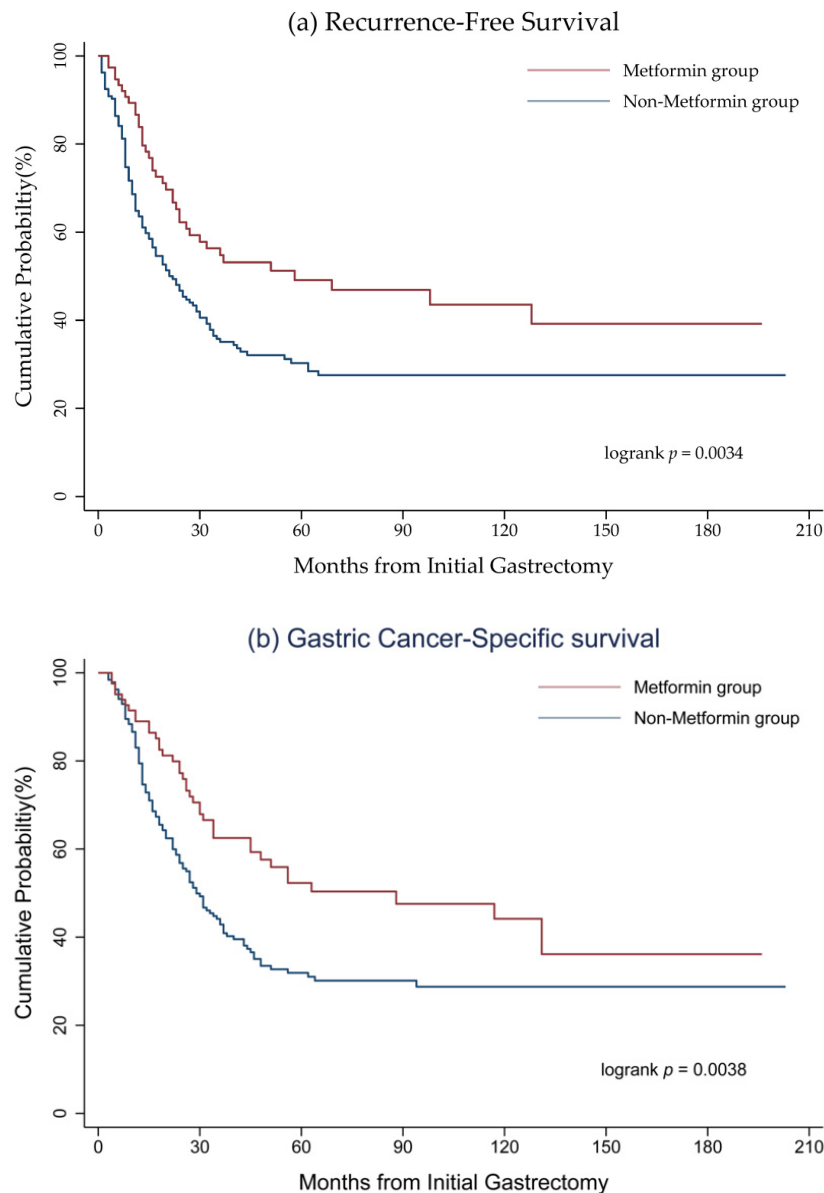 (a) Recurrence-Free Survival
Metformin group
Non-Metformin group
Cumulative Probabiltiy(%)
100
80
60
40
20
0
logrank p = 0.0034
0 30 60 90 120 150 180 210
Months from Initial Gastrectomy
(b) Gastric Cancer-Specific survival
Metformin group
Non-Metformin group
Cumulative Probabiltiy(%)
100
80
60
40
20
0
logrank p = 0.0038
0 30 60 90 120 150 180 210
Months from Initial Gastrectomy